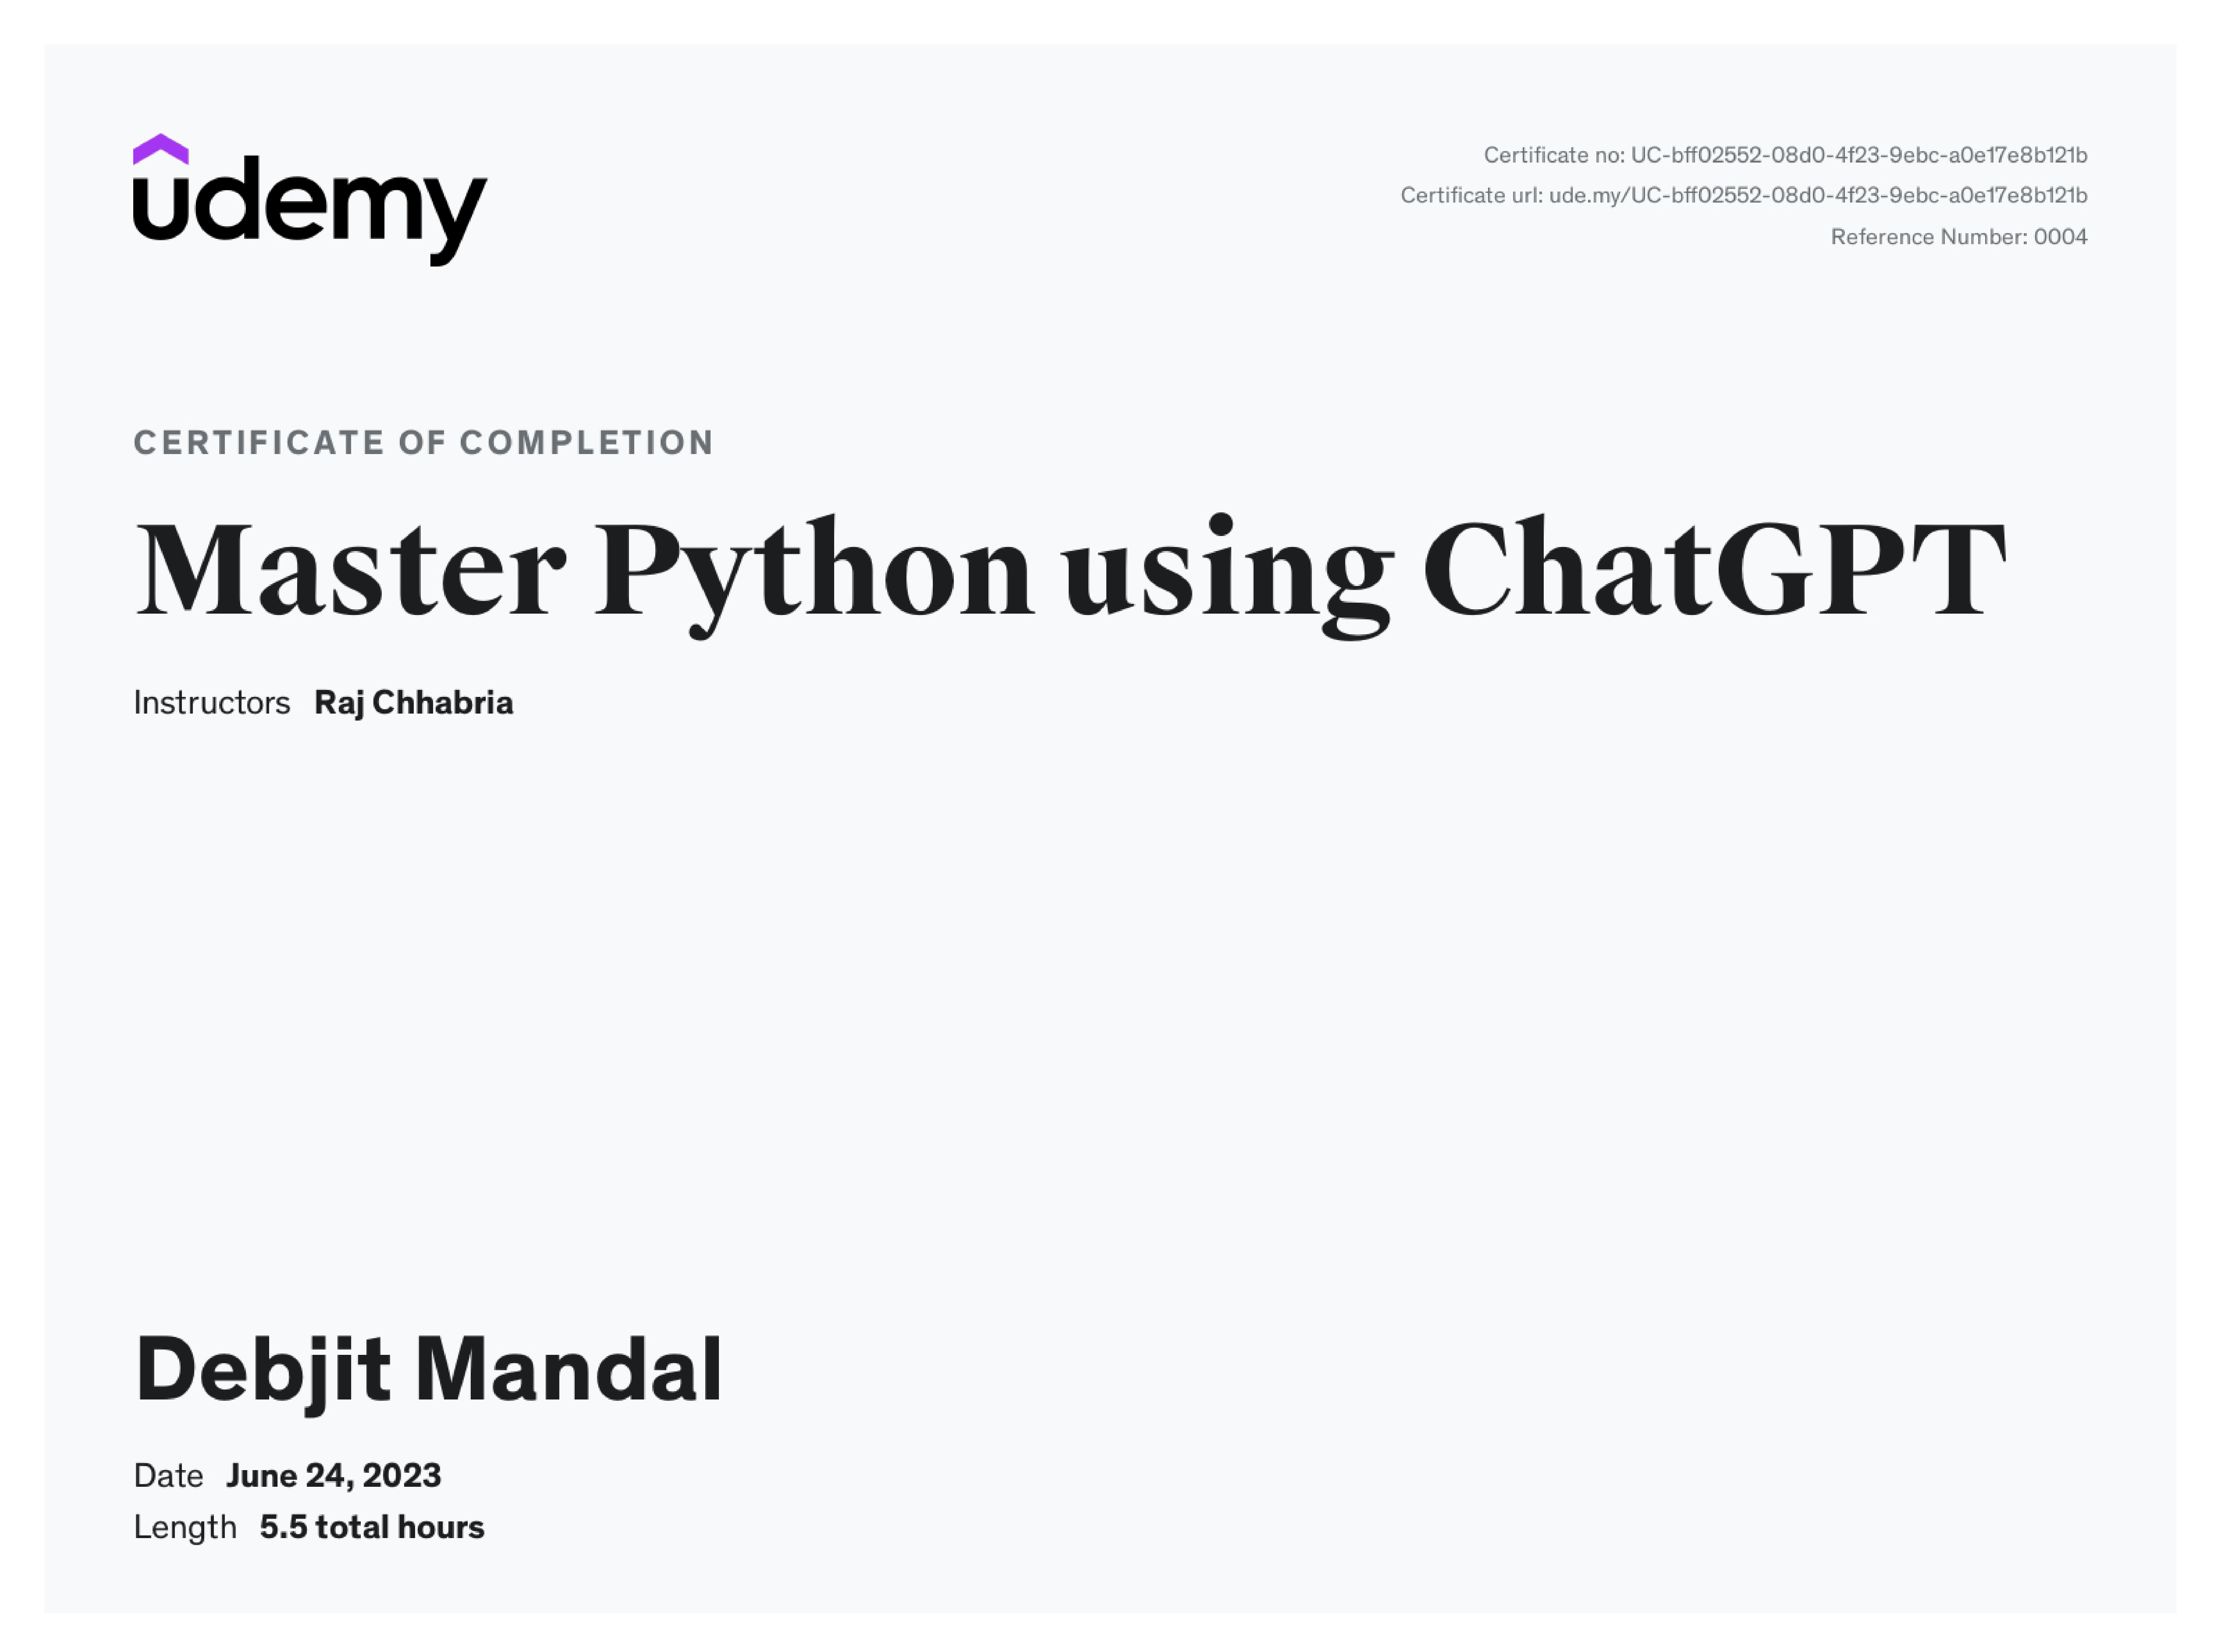 udemy
Certificate no: UC-bff02552-08d0-4f23-9ebc-a0e17e8b121b
Certificate url: ude.my/UC-bff02552-08d0-4f23-9ebc-a0e17e8b121b
Reference Number: 0004
CERTIFICATE OF COMPLETION
Master Python using ChatGPT
Instructors Raj Chhabria
Debjit Mandal
Date June 24, 2023
Length 5.5 total hours